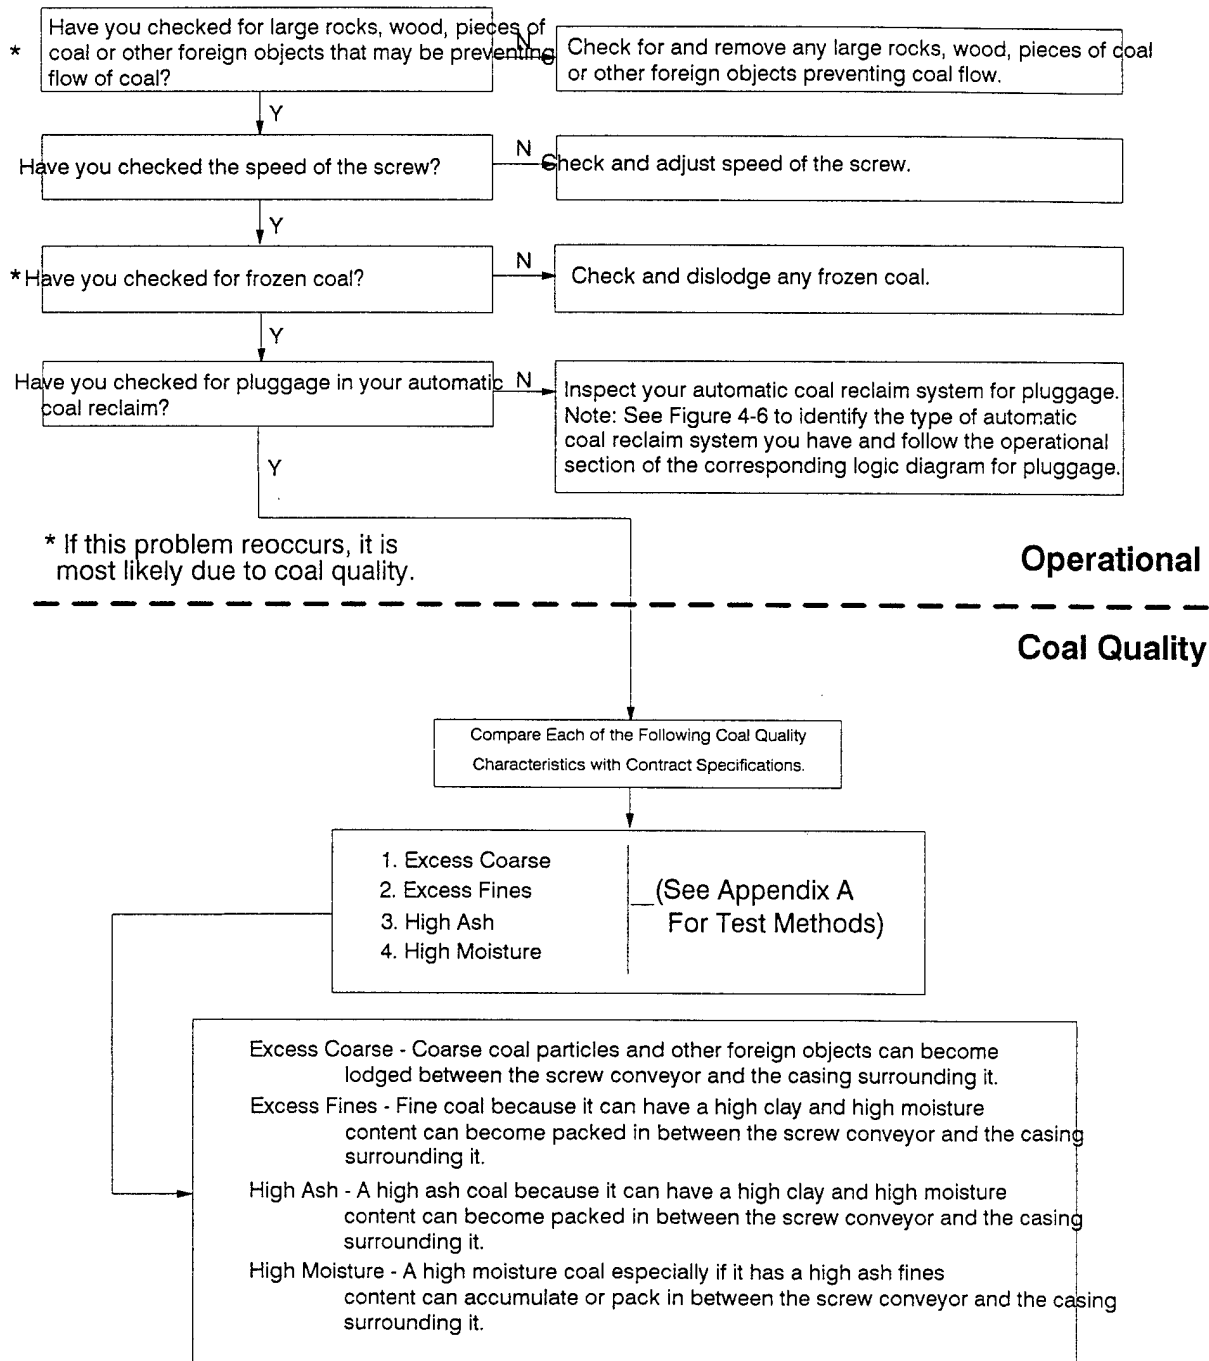 Have you checked for large rocks, wood, pieces of
* coal or other foreign objects that may be preventing
flow of coal?
N
Check for and remove any large rocks, wood, pieces of coal
or other foreign objects preventing coal flow.
Y
Have you checked the speed of the screw?
N
Check and adjust speed of the screw.
Y
* Have you checked for frozen coal?
N
Check and dislodge any frozen coal.
Y
Have you checked for pluggage in your automatic
coal reclaim?
N
Inspect your automatic coal reclaim system for pluggage.
Note: See Figure 4-6 to identify the type of automatic
coal reclaim system you have and follow the operational
section of the corresponding logic diagram for pluggage.
Y
* If this problem reoccurs, it is
most likely due to coal quality.
Operational
Coal Quality
Compare Each of the Following Coal Quality
Characteristics with Contract Specifications.
1. Excess Coarse
2. Excess Fines
3. High Ash
4. High Moisture
(See Appendix A
For Test Methods)
Excess Coarse - Coarse coal particles and other foreign objects can become
lodged between the screw conveyor and the casing surrounding it.
Excess Fines - Fine coal because it can have a high clay and high moisture
content can become packed in between the screw conveyor and the casing
surrounding it.
High Ash - A high ash coal because it can have a high clay and high moisture
content can become packed in between the screw conveyor and the casing
surrounding it.
High Moisture - A high moisture coal especially if it has a high ash fines
content can accumulate or pack in between the screw conveyor and the casing
surrounding it.